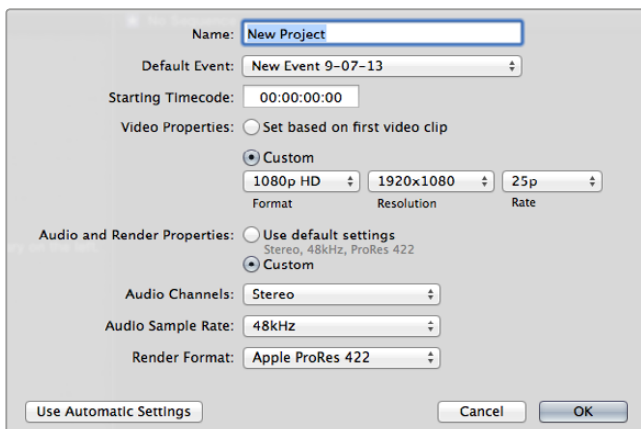 Name: New Project
Default Event: New Event 9-07-13
Starting Timecode: 00:00:00:00
Video Properties: Set based on first video clip
Custom
1080p HD 1920x1080 25p
Format Resolution Rate
Audio and Render Properties: Use default settings
Stereo, 48kHz, ProRes 422
Custom
Audio Channels: Stereo
Audio Sample Rate: 48kHz
Render Format: Apple ProRes 422
Use Automatic Settings Cancel OK